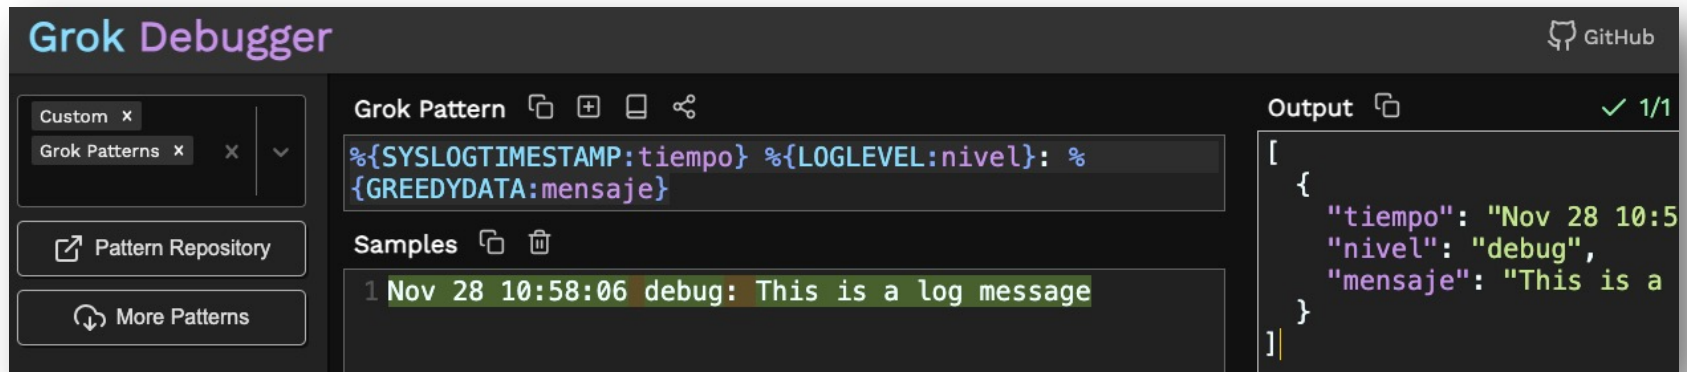 Grok Debugger
GitHub
Custom ×
Grok Patterns ×
Pattern Repository
More Patterns
Grok Pattern
%{SYSLOGTIMESTAMP:tiempo} %{LOGLEVEL:nivel}: %
{GREEDYDATA:mensaje}
Samples
1 Nov 28 10:58:06 debug: This is a log message
Output ✓ 1/1
[
{
"tiempo": "Nov 28 10:5
"nivel": "debug",
"mensaje": "This is a
}
]